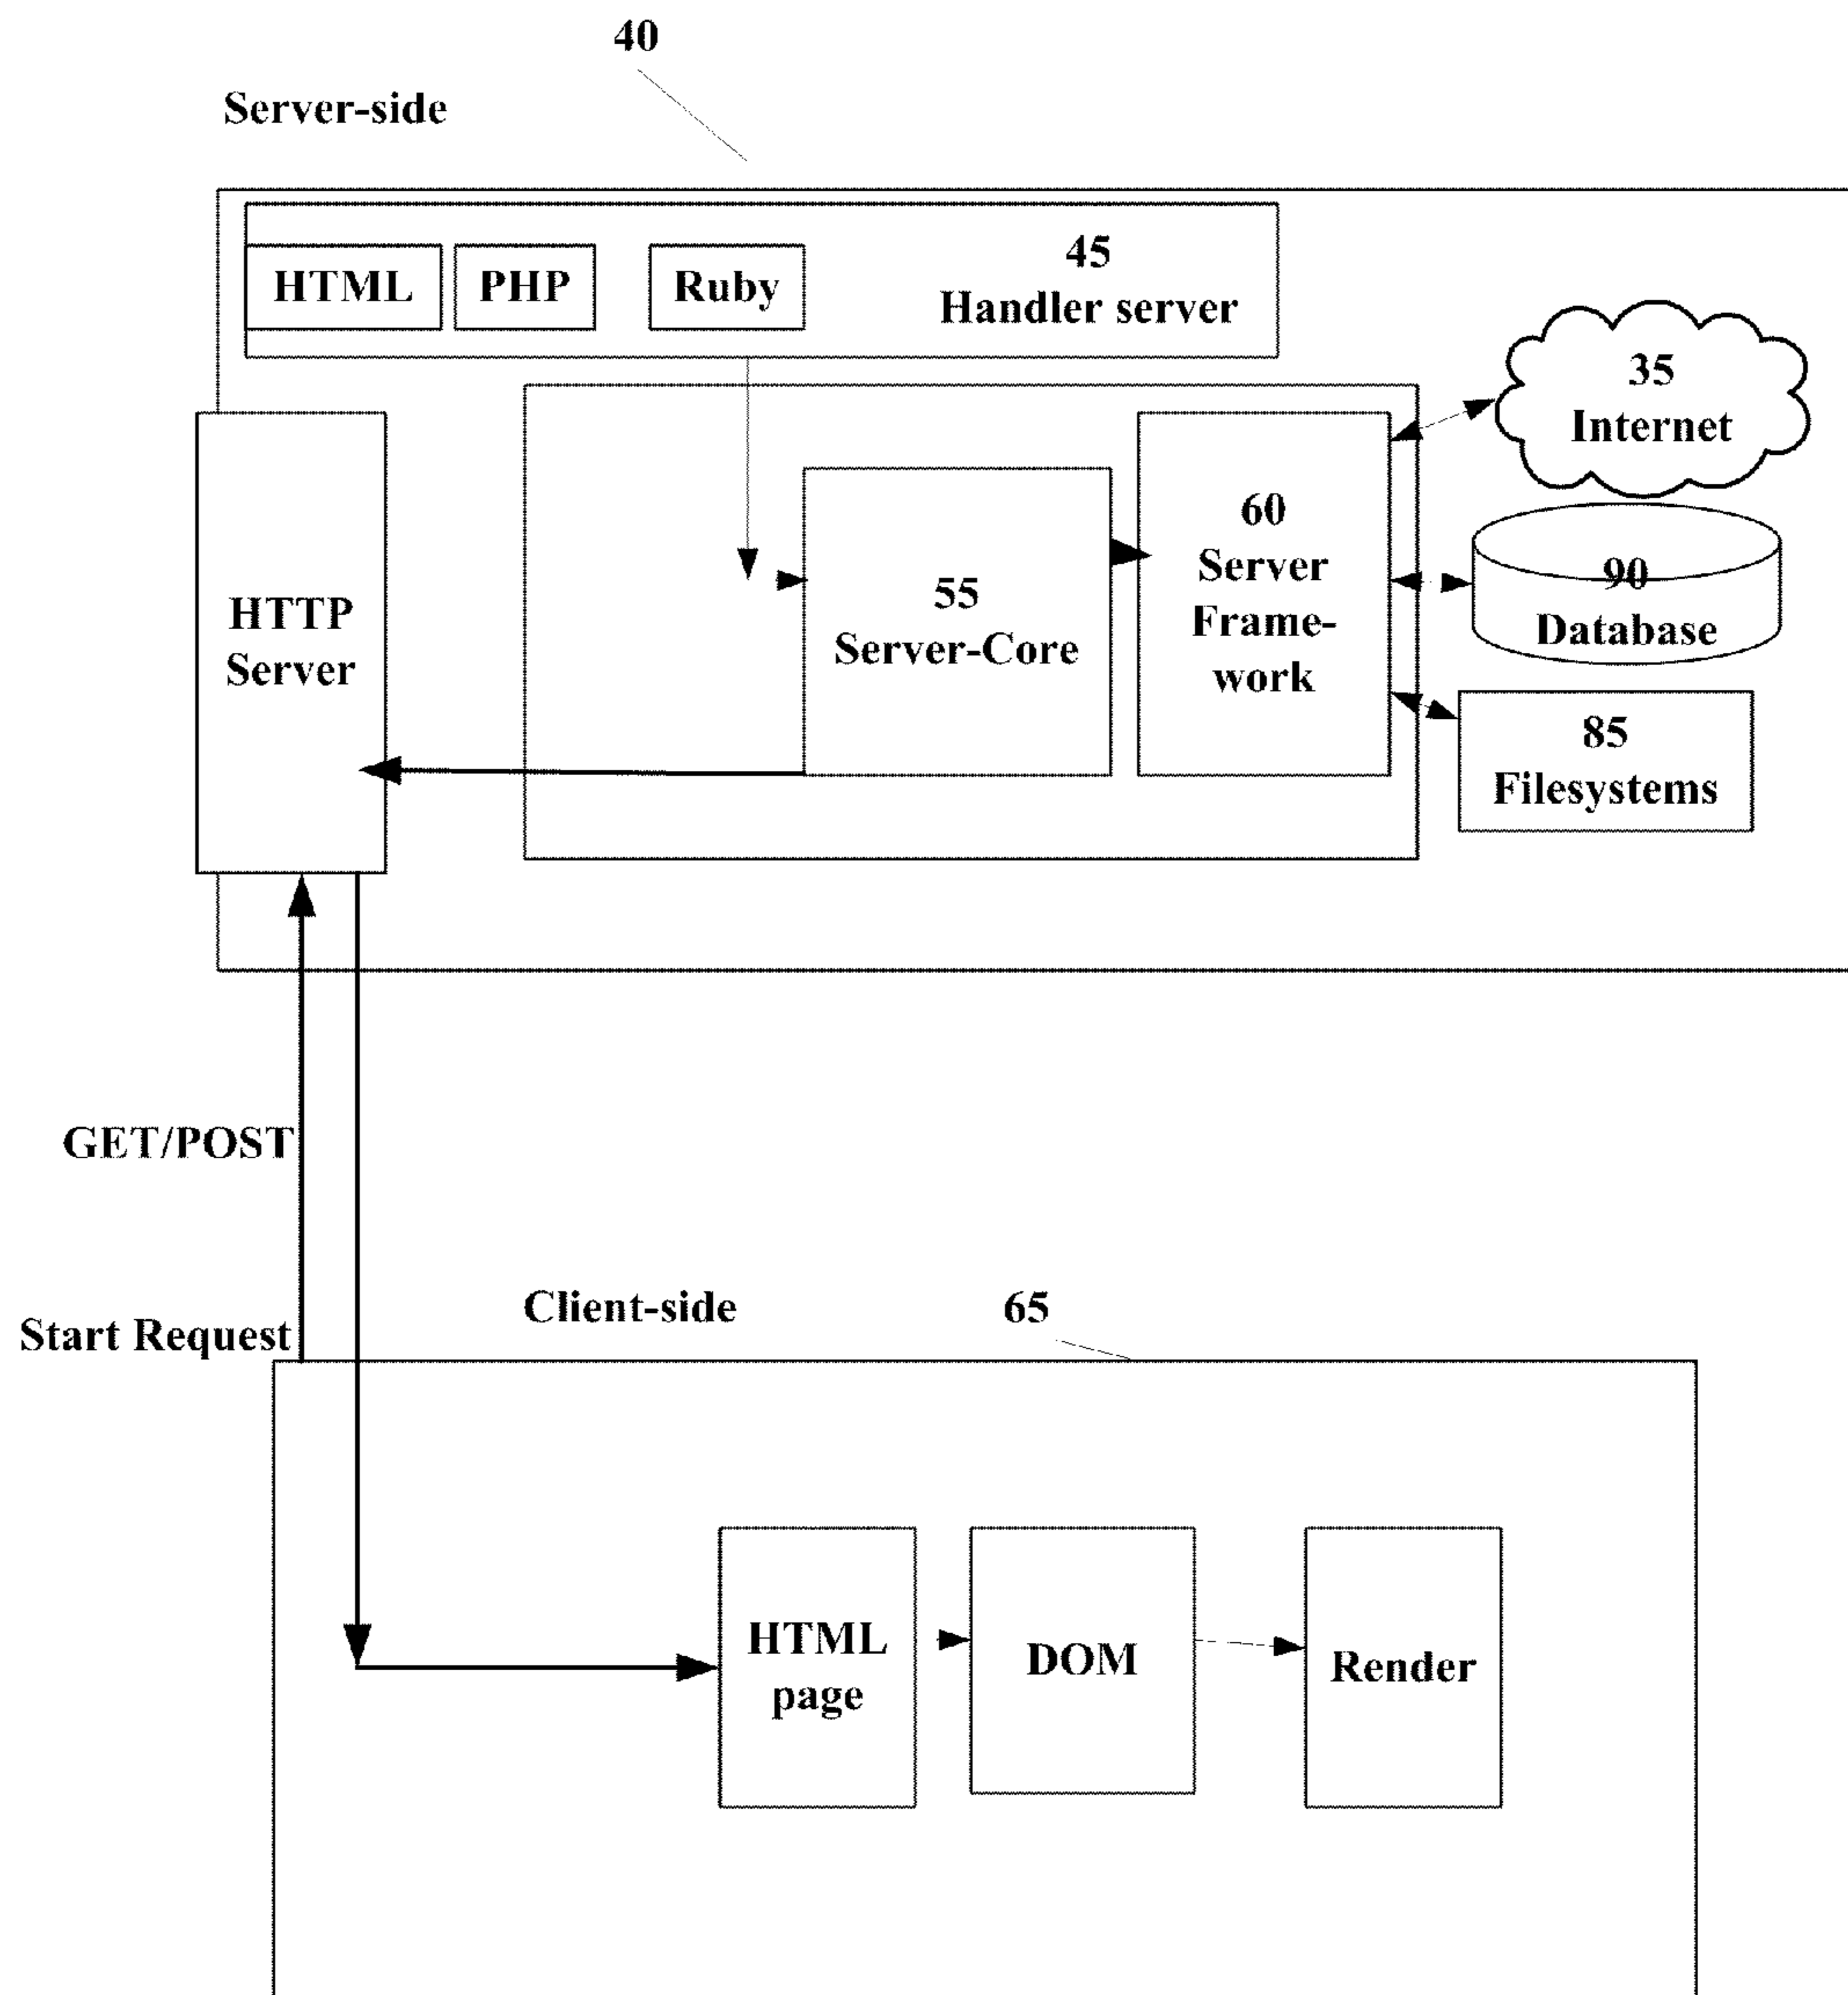 40
Server-side
HTML
PHP
Ruby
45
Handler server
35
Internet
HTTP
Server
55
Server-Core
60
Server
Frame-
work
90
Database
85
Filesystems
GET/POST
Start Request
Client-side
65
HTML
page
DOM
Render